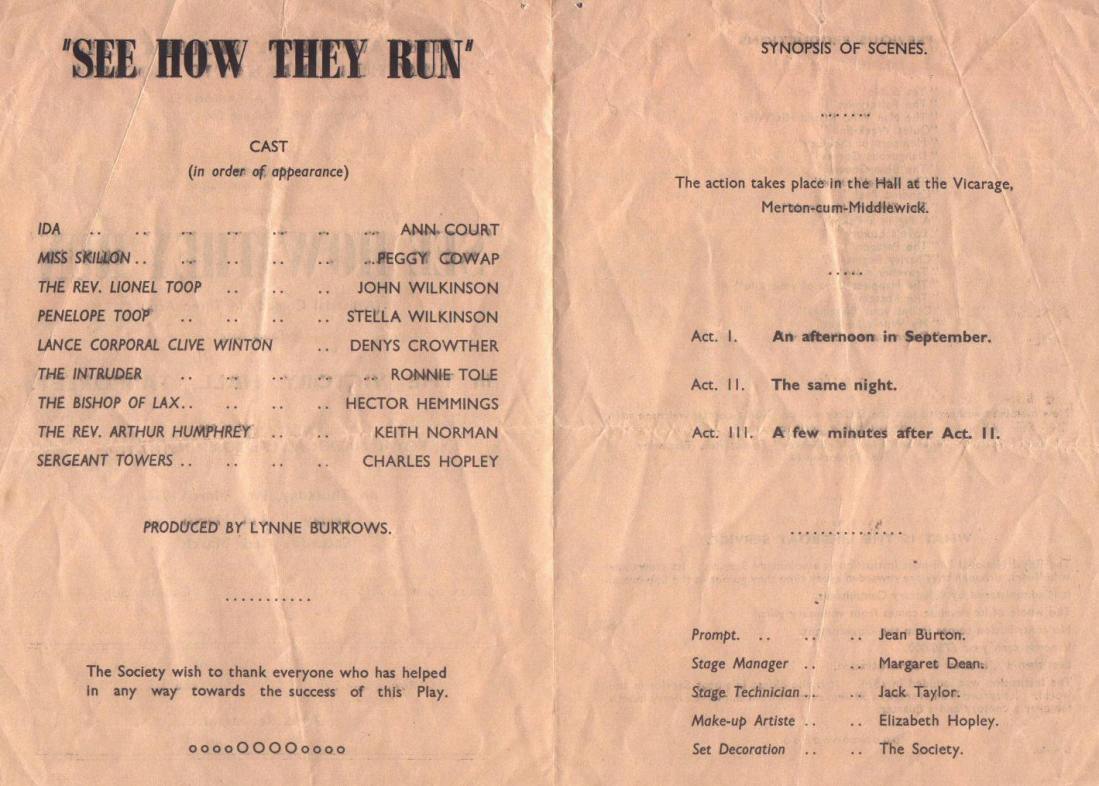 "SEE HOW THEY RUN"
CAST
(in order of appearance)
IDA .. .. .. .. .. .. .. ANN COURT
MISS SKILLON .. .. .. .. .. .. PEGGY COWAP
THE REV. LIONEL TOOP .. .. .. JOHN WILKINSON
PENELOPE TOOP .. .. .. .. STELLA WILKINSON
LANCE CORPORAL CLIVE WINTON .. DENYS CROWTHER
THE INTRUDER .. .. .. .. .. RONNIE TOLE
THE BISHOP OF LAX .. .. .. .. HECTOR HEMMINGS
THE REV. ARTHUR HUMPHREY .. .. KEITH NORMAN
SERGEANT TOWERS .. .. .. .. CHARLES HOPLEY
PRODUCED BY LYNNE BURROWS.
The Society wish to thank everyone who has helped
in any way towards the success of this Play.
SYNOPSIS OF SCENES.
The action takes place in the Hall at the Vicarage,
Merton-cum-Middlewick.
Act. I. An afternoon in September.
Act. II. The same night.
Act. III. A few minutes after Act. II.
Prompt. .. .. .. Jean Burton.
Stage Manager .. .. Margaret Dean.
Stage Technician .. .. Jack Taylor.
Make-up Artiste .. .. Elizabeth Hopley.
Set Decoration .. .. The Society.